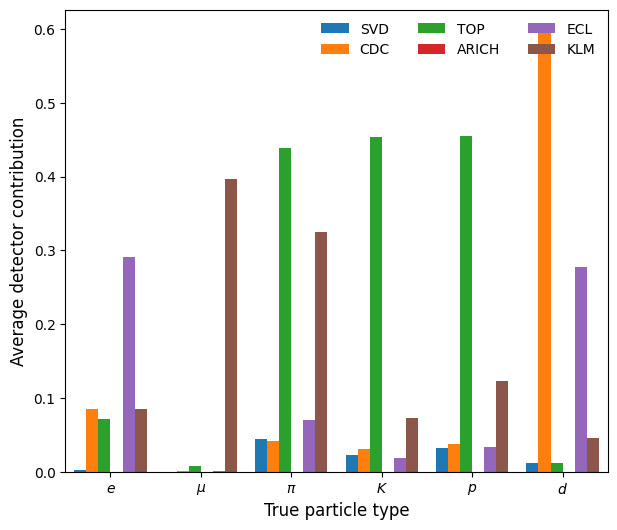 SVD TOP ECL
CDC ARICH KLM
Average detector contribution
0.6
0.5
0.4
0.3
0.2
0.1
0.0
e μ π K p d
True particle type